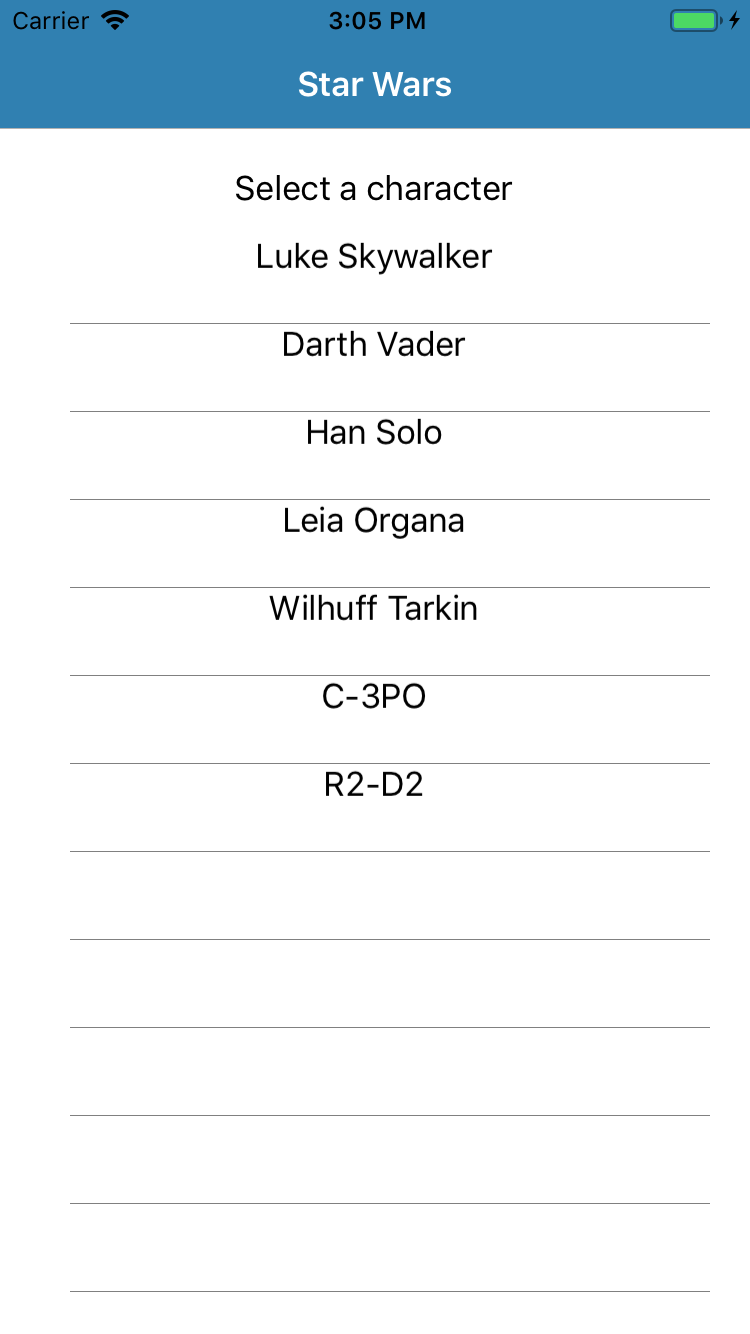 Carrier 3:05 PM
Star Wars
Select a character
Luke Skywalker
Darth Vader
Han Solo
Leia Organa
Wilhuff Tarkin
C-3PO
R2-D2